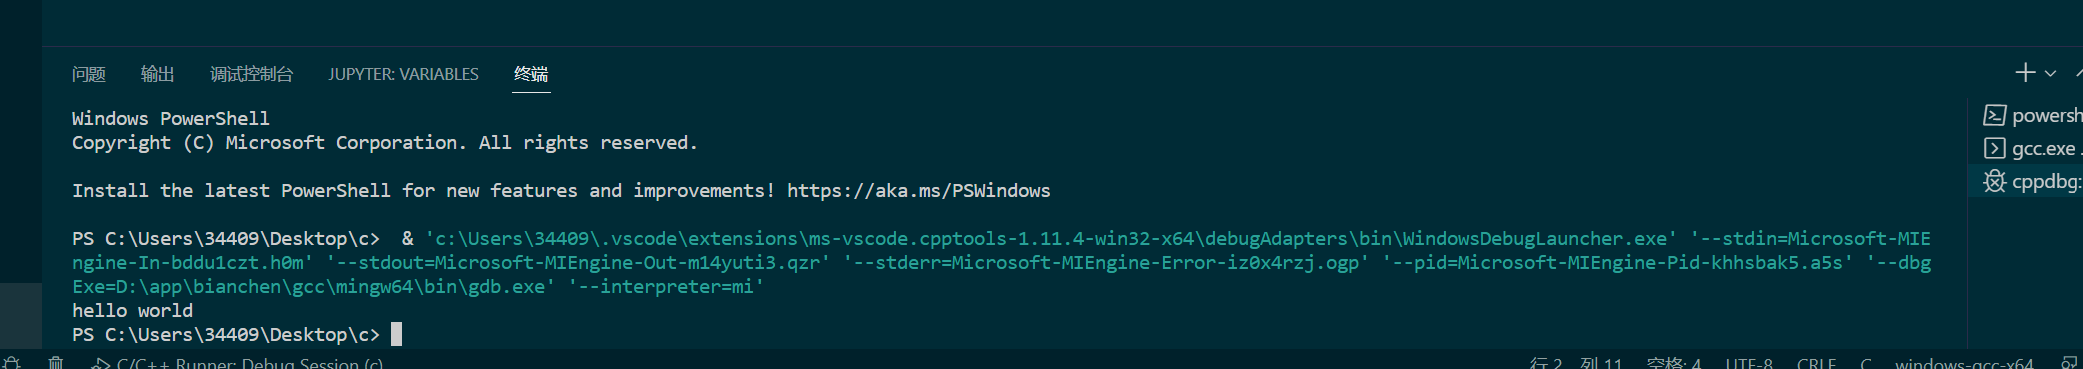 问题 输出 调试控制台 JUPYTER: VARIABLES 终端
Windows PowerShell
Copyright (C) Microsoft Corporation. All rights reserved.
Install the latest PowerShell for new features and improvements! https://aka.ms/PSWindows
PS C:\Users\34409\Desktop\c>  & 'c:\Users\34409\.vscode\extensions\ms-vscode.cpptools-1.11.4-win32-x64\debugAdapters\bin\WindowsDebugLauncher.exe' '--stdin=Microsoft-MIE
ngine-In-bddu1czt.h0m' '--stdout=Microsoft-MIEngine-Out-m14yuti3.qzr' '--stderr=Microsoft-MIEngine-Error-iz0x4rzj.ogp' '--pid=Microsoft-MIEngine-Pid-khhsbak5.a5s' '--dbg
Exe=D:\app\bianchen\gcc\mingw64\bin\gdb.exe' '--interpreter=mi'
hello world
PS C:\Users\34409\Desktop\c>
powersh
gcc.exe .
cppdbg:
C/C++ Runner: Debug Session (c) 行 2，列 11 空格: 4 UTF-8 CRLF C windows-gcc-x64